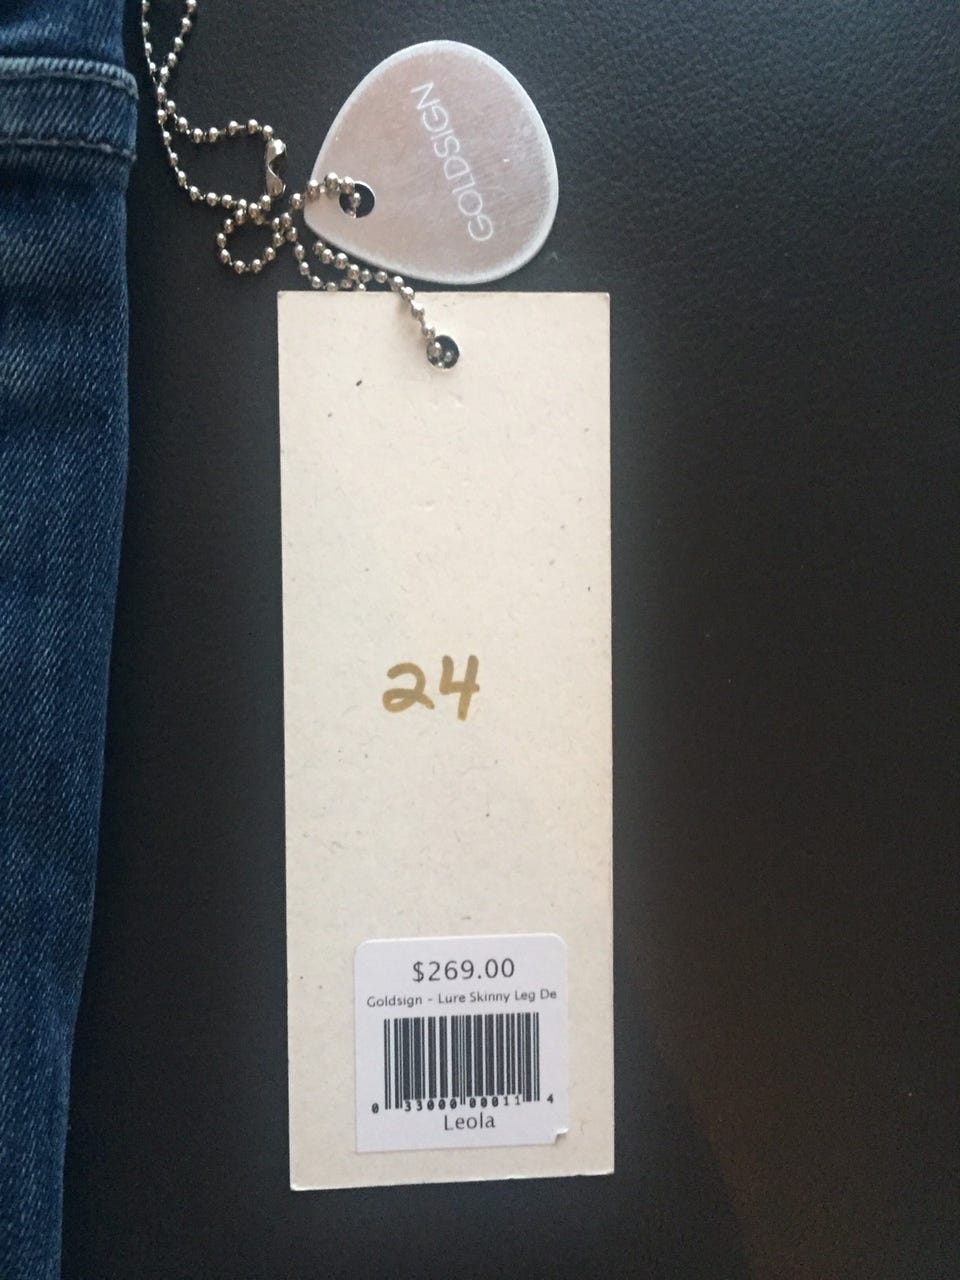 GOLDSIGN
24
$269.00
Goldsign - Lure Skinny Leg De
0 33000 00011 4
Leola